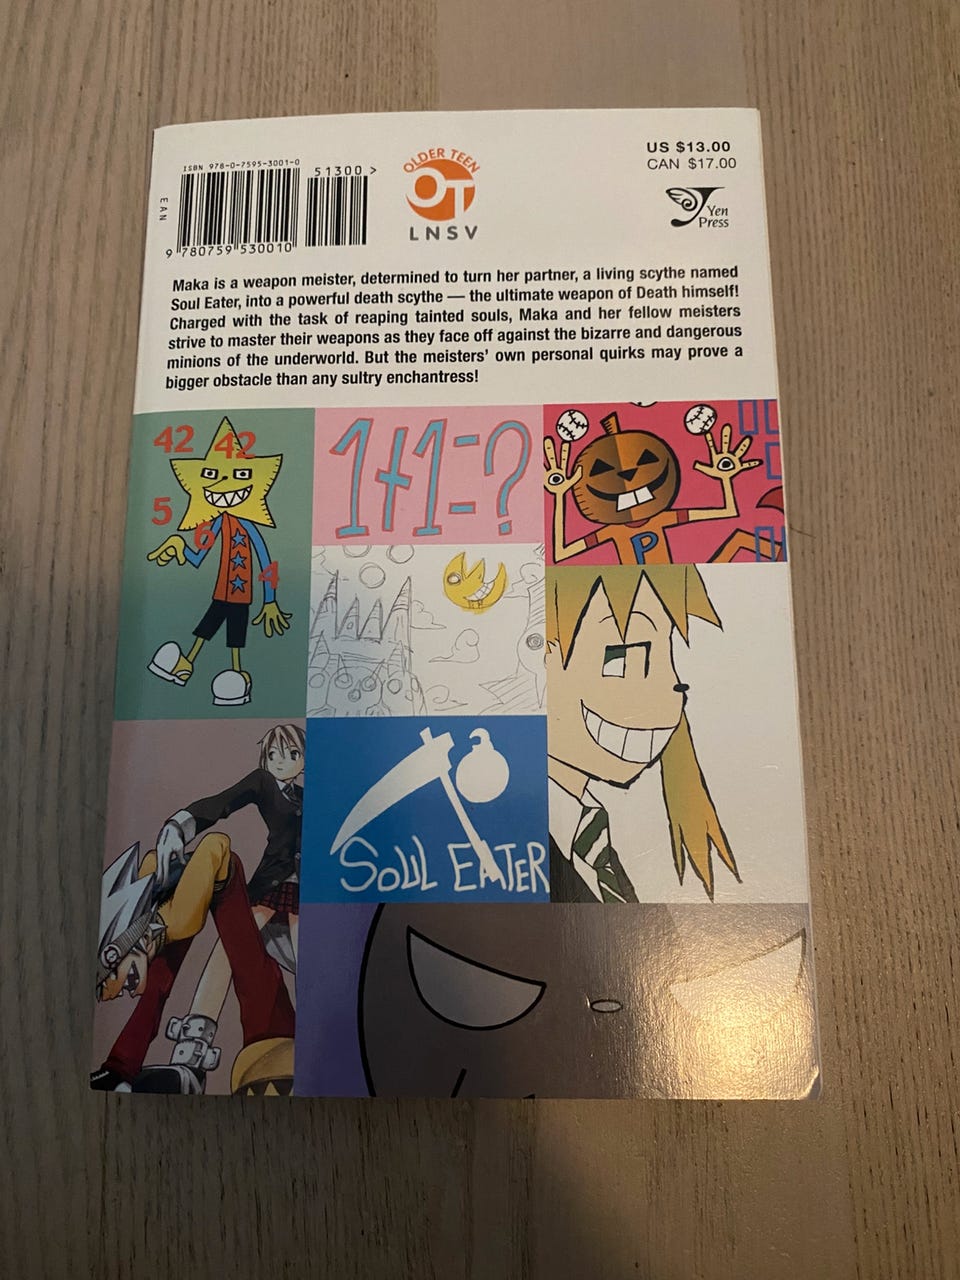 ISBN 978-0-7595-3001-0
51300 >
EAN
9 780759 530010
OLDER TEEN
OT
LNSV
US $13.00
CAN $17.00
Yen
Press
Maka is a weapon meister, determined to turn her partner, a living scythe named
Soul Eater, into a powerful death scythe — the ultimate weapon of Death himself!
Charged with the task of reaping tainted souls, Maka and her fellow meisters
strive to master their weapons as they face off against the bizarre and dangerous
minions of the underworld. But the meisters' own personal quirks may prove a
bigger obstacle than any sultry enchantress!
42 42
5
6
4
1+1=?
P
SOUL EATER